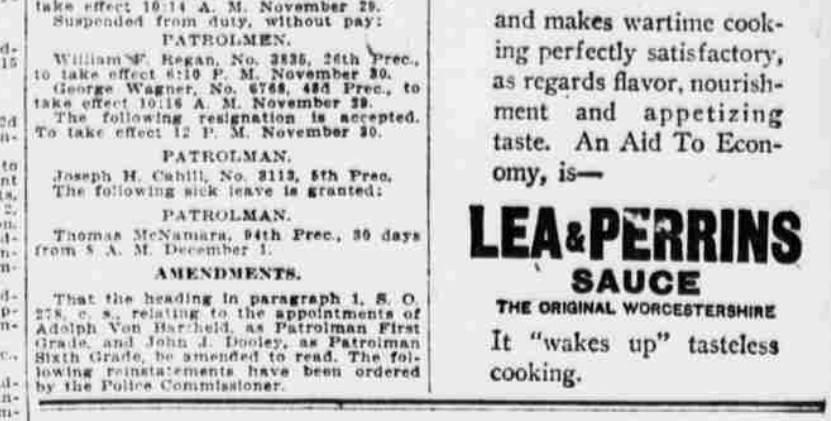 take effect 10:14 A. M. November 29.
Suspended from duty, without pay:
PATROLMEN.
William F. Regan, No. 3835, 26th Prec.,
to take effect 6:10 P. M. November 30.
George Wagner, No. 6768, 43d Prec., to
take effect 10:16 A. M. November 29.
The following resignation is accepted.
To take effect 12 P. M. November 30.
PATROLMAN.
Joseph H. Cahill, No. 3113, 5th Prec.
The following sick leave is granted:
PATROLMAN.
Thomas McNamara, 94th Prec., 30 days
from 8 A. M. December 1.
AMENDMENTS.
That the heading in paragraph 1, S. O.
278, c. s., relating to the appointments of
Adolph Von as Patrolman First
Grade, and John J. Dooley, as Patrolman
Sixth Grade, be amended to read. The fol-
lowing reinstatements have been ordered
by the Police Commissioner.
and makes wartime cook-
ing perfectly satisfactory,
as regards flavor, nourish-
ment and appetizing
taste. An Aid To Econ-
omy, is—
LEA & PERRINS
SAUCE
THE ORIGINAL WORCESTERSHIRE
It "wakes up" tasteless
cooking.